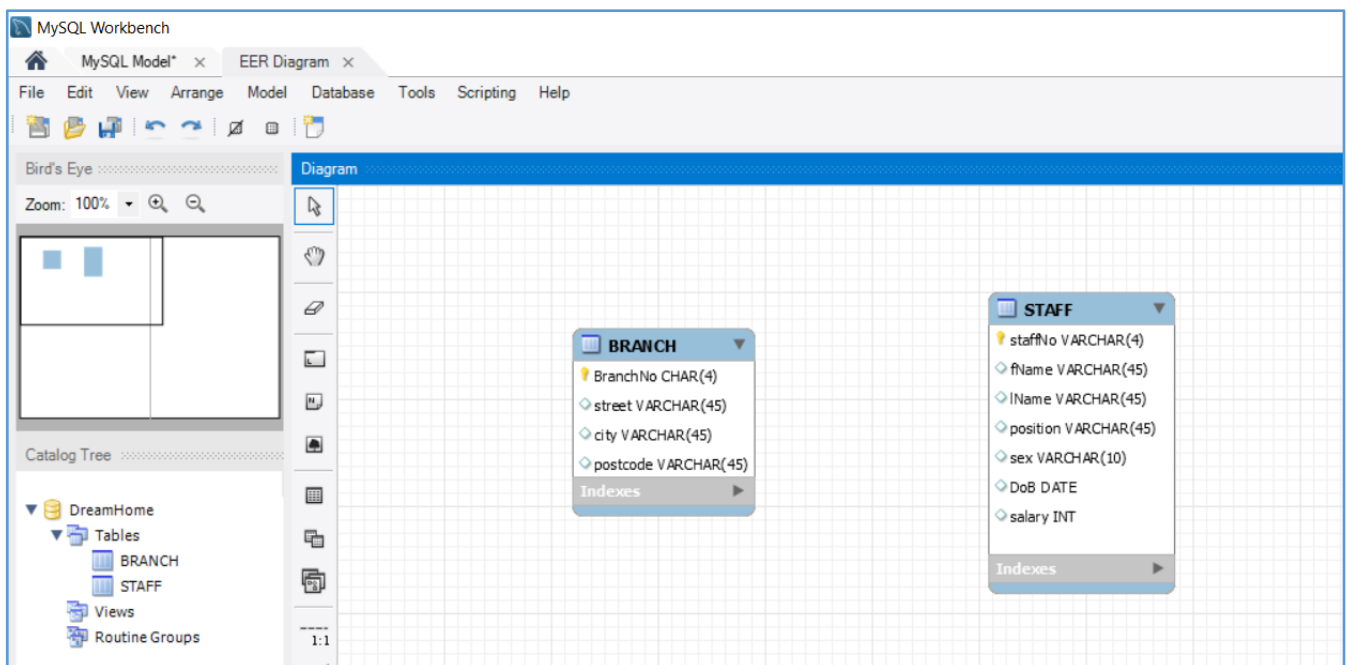 MySQL Workbench
MySQL Model* × EER Diagram ×
File Edit View Arrange Model Database Tools Scripting Help
Bird's Eye
Zoom: 100%
Catalog Tree
DreamHome
Tables
BRANCH
STAFF
Views
Routine Groups
Diagram
N
1:1
BRANCH
BranchNo CHAR(4)
street VARCHAR(45)
city VARCHAR(45)
postcode VARCHAR(45)
Indexes
STAFF
staffNo VARCHAR(4)
fName VARCHAR(45)
lName VARCHAR(45)
position VARCHAR(45)
sex VARCHAR(10)
DoB DATE
salary INT
Indexes